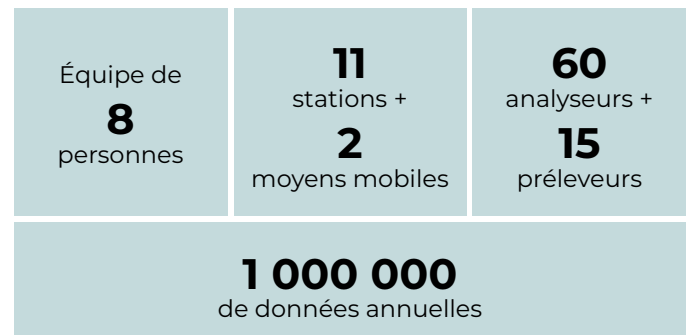 Équipe de
8
personnes
11
stations +
2
moyens mobiles
60
analyseurs +
15
préleveurs
1 000 000
de données annuelles